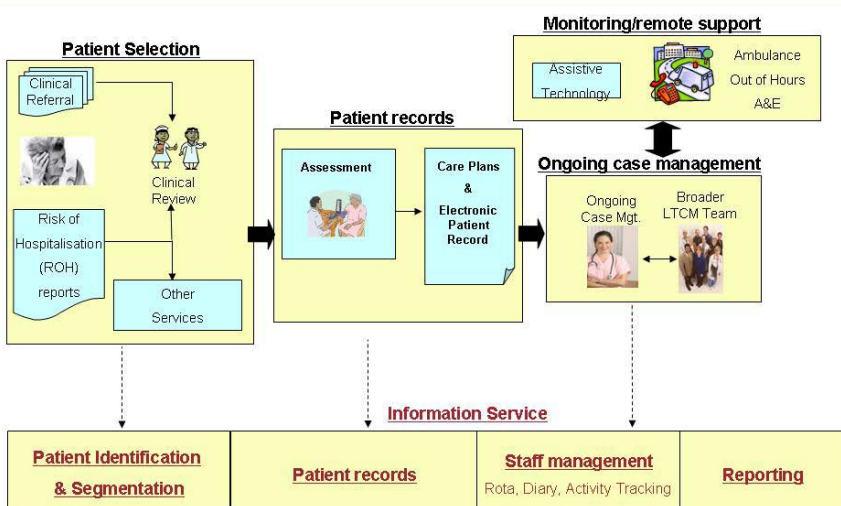 Patient Selection
Clinical
Referral
Clinical
Review
Risk of
Hospitalisation
(ROH)
reports
Other
Services
Patient records
Assessment
Care Plans
&
Electronic
Patient
Record
Monitoring/remote support
Assistive
Technology
Ambulance
Out of Hours
A&E
Ongoing case management
Ongoing
Case Mgt.
Broader
LTCM Team
Information Service
Patient Identification
& Segmentation
Patient records
Staff management
Rota, Diary, Activity Tracking
Reporting